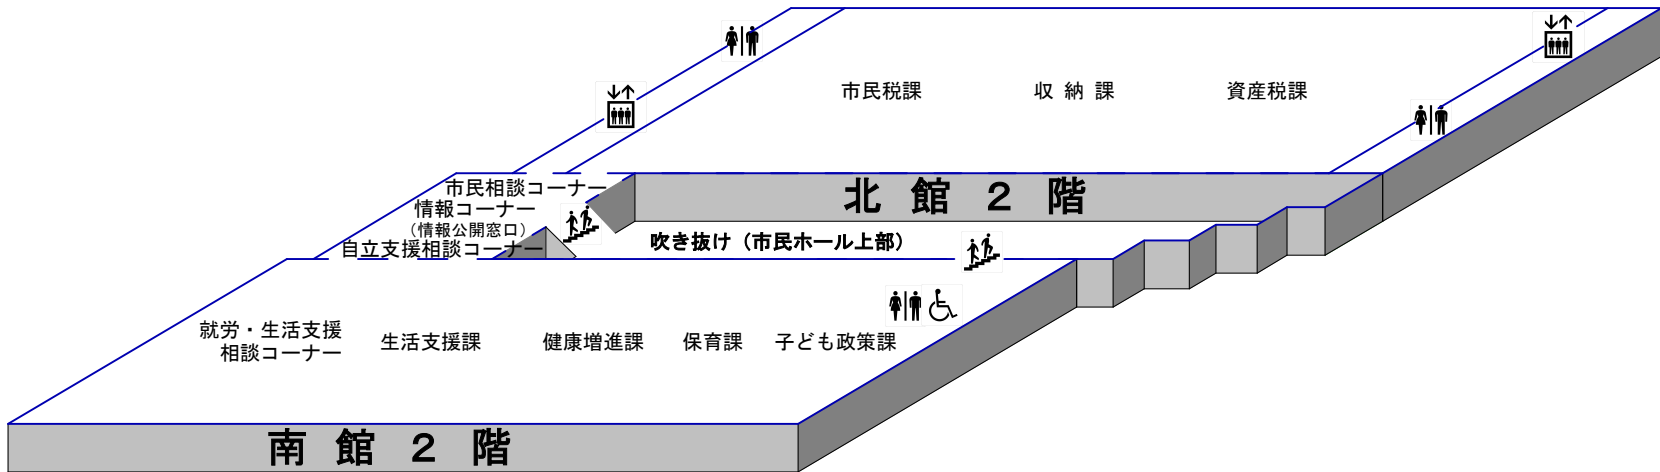 市民税課 収納課 資産税課
市民相談コーナー
情報コーナー
（情報公開窓口）
自立支援相談コーナー
北館２階
吹き抜け（市民ホール上部）
就労・生活支援
相談コーナー
生活支援課 健康増進課 保育課 子ども政策課
南館２階